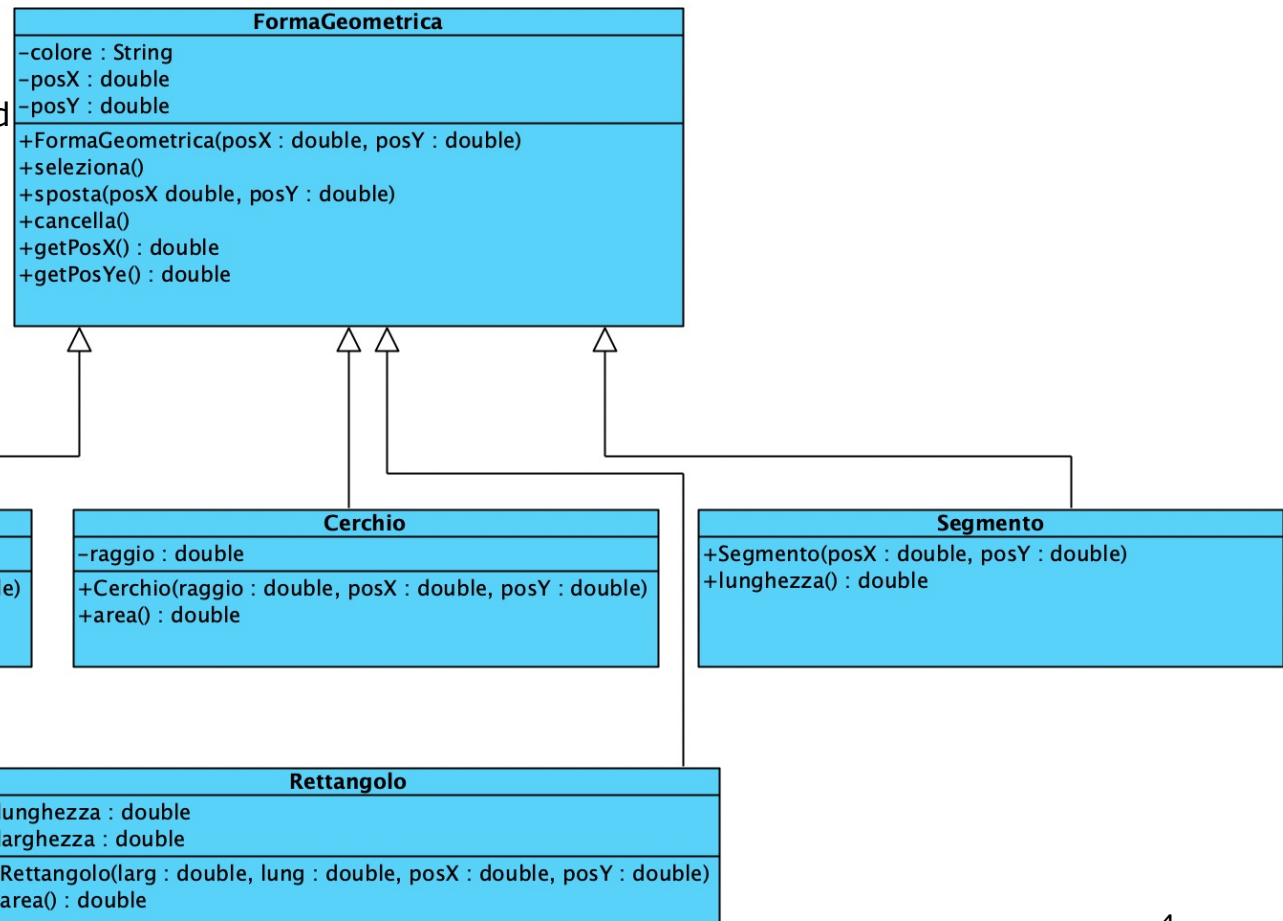 FormaGeometrica
-colore : String
-posX : double
d
-posY : double
+FormaGeometrica(posX : double, posY : double)
+seleziona()
+sposta(posX double, posY : double)
+cancella()
+getPosX() : double
+getPosYe() : double
le)
Cerchio
-raggio : double
+Cerchio(raggio : double, posX : double, posY : double)
+area() : double
Segmento
+Segmento(posX : double, posY : double)
+lunghezza() : double
Rettangolo
lunghezza : double
larghezza : double
Rettangolo(larg : double, lung : double, posX : double, posY : double)
area() : double